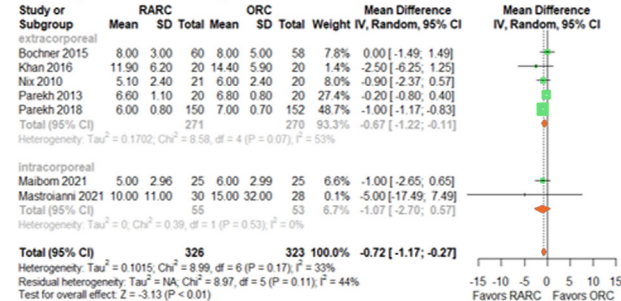 Study or RARC ORC Mean Difference Mean Difference
Subgroup Mean SD Total Mean SD Total Weight IV, Random, 95% CI IV, Random, 95% CI
extracorporeal
Bochner 2015 8.00 3.00 60 8.00 5.00 58 7.8% 0.00 [-1.49; 1.49]
Khan 2016 11.90 6.20 20 14.40 5.90 20 1.4% -2.50 [-6.25; 1.25]
Nix 2010 5.10 2.40 21 6.00 2.40 20 7.9% -0.90 [-2.37; 0.57]
Parekh 2013 6.60 1.10 20 6.80 0.80 20 27.4% -0.20 [-0.80; 0.40]
Parekh 2018 6.00 0.80 150 7.00 0.70 152 48.7% -1.00 [-1.17; -0.83]
Total (95% CI) 271 270 93.3% -0.67 [-1.22; -0.11]
Heterogeneity: Tau² = 0.1702; Chi² = 8.58, df = 4 (P = 0.07); I² = 53%
intracorporeal
Maibom 2021 5.00 2.96 25 6.00 2.99 25 6.6% -1.00 [-2.65; 0.65]
Mastroianni 2021 10.00 11.00 30 15.00 32.00 28 0.1% -5.00 [-17.49; 7.49]
Total (95% CI) 55 53 6.7% -1.07 [-2.70; 0.57]
Heterogeneity: Tau² = 0; Chi² = 0.39, df = 1 (P = 0.53); I² = 0%
Total (95% CI) 326 323 100.0% -0.72 [-1.17; -0.27]
Heterogeneity: Tau² = 0.1015; Chi² = 8.99, df = 6 (P = 0.17); I² = 33%
Residual heterogeneity: Tau² = NA; Chi² = 8.97, df = 5 (P = 0.11); I² = 44%
Test for overall effect: Z = -3.13 (P < 0.01)
-15 -10 -5 0 5 10 15
Favors RARC Favors ORC